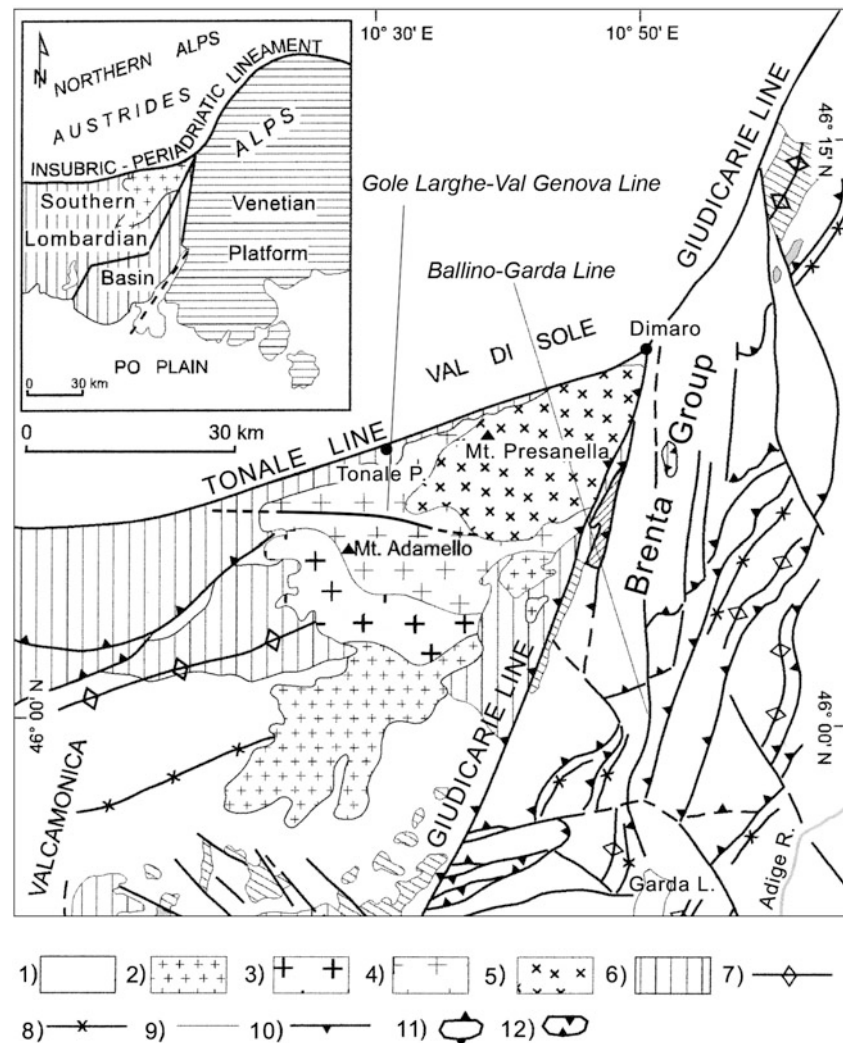 10° 30' E
10° 50' E
46° 15' N
N
NORTHERN ALPS
AUSTRIDES
INSUBRIC - PERIADRIATIC LINEAMENT
ALPS
Southern
Lombardian
Basin
Venetian
Platform
PO PLAIN
0 30 km
Gole Larghe-Val Genova Line
Ballino-Garda Line
GIUDICARIE LINE
Dimaro
VAL DI SOLE
0 30 km
TONALE LINE
Tonale P.
Mt. Presanella
Brenta Group
Mt. Adamello
46° 00' N
46° 00' N
GIUDICARIE LINE
VALCAMONICA
Garda L.
Adige R.
1) 2) 3) 4) 5) 6) 7)
8) 9) 10) 11) 12)